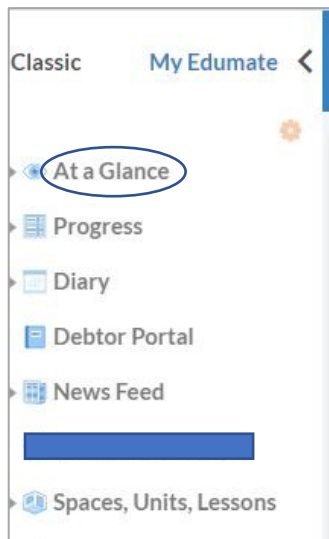 Classic My Edumate
At a Glance
Progress
Diary
Debtor Portal
News Feed
Spaces, Units, Lessons